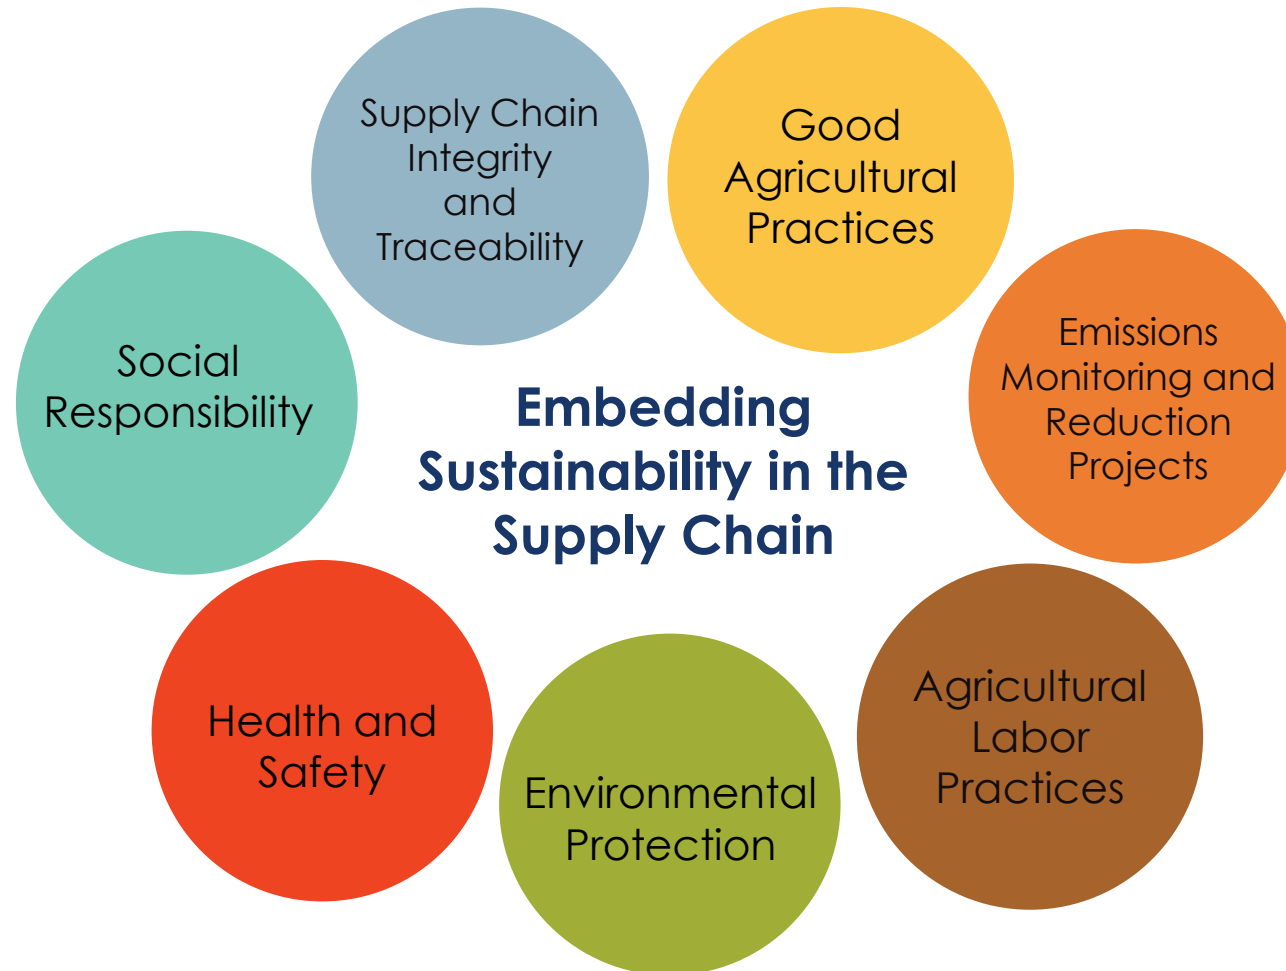 Supply Chain
Integrity
and
Traceability
Good
Agricultural
Practices
Emissions
Monitoring and
Reduction
Projects
Agricultural
Labor
Practices
Environmental
Protection
Health and
Safety
Social
Responsibility
Embedding
Sustainability in the
Supply Chain